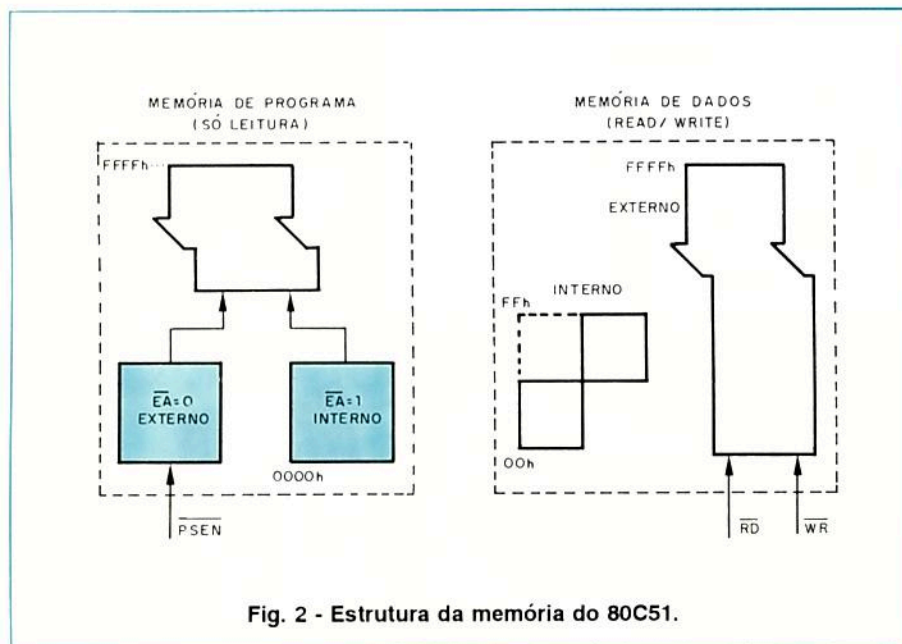 MEMÓRIA DE PROGRAMA
(SÓ LEITURA)
FFFFh
EA=0
EXTERNO
EA=1
INTERNO
0000h
PSEN
MEMÓRIA DE DADOS
(READ/WRITE)
FFFFh
EXTERNO
INTERNO
FFh
00h
RD
WR
Fig. 2 - Estrutura da memória do 80C51.